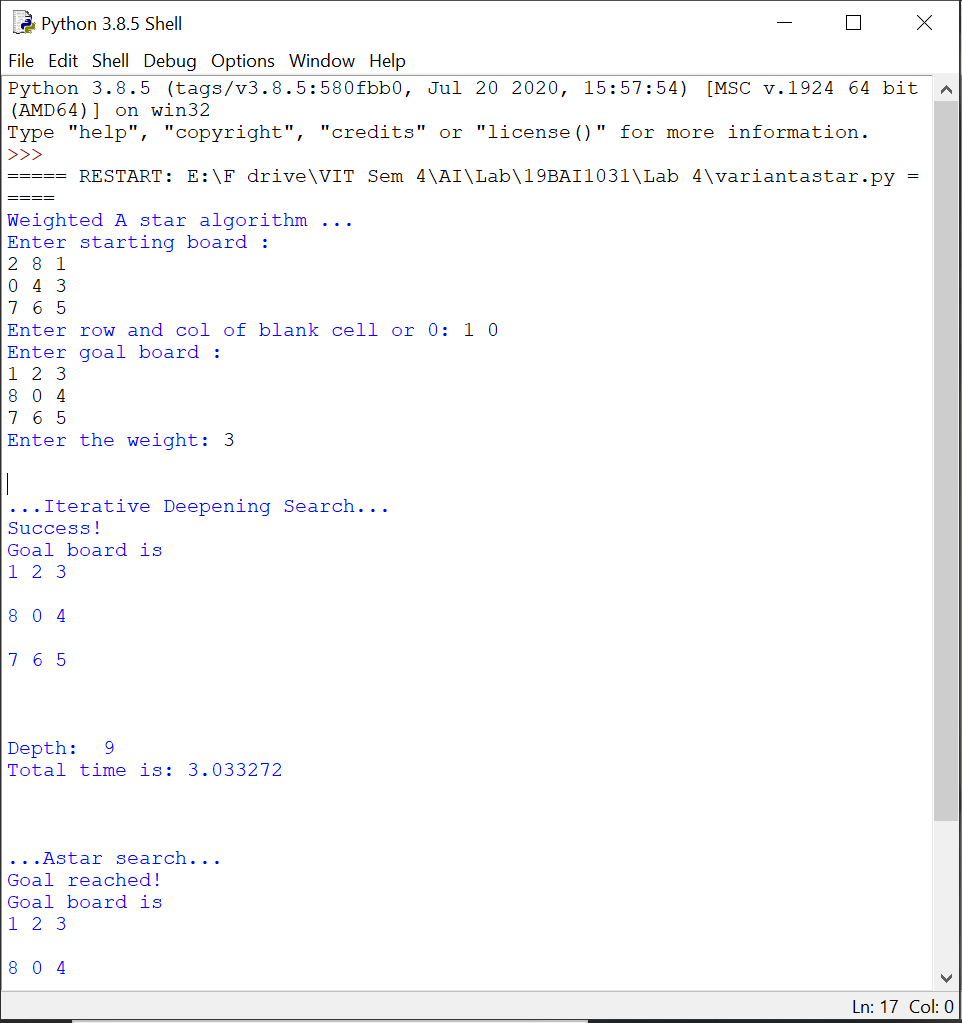 Python 3.8.5 Shell
File Edit Shell Debug Options Window Help
Python 3.8.5 (tags/v3.8.5:580fbb0, Jul 20 2020, 15:57:54) [MSC v.1924 64 bit
(AMD64)] on win32
Type "help", "copyright", "credits" or "license()" for more information.
>>>
===== RESTART: E:\F drive\VIT Sem 4\AI\Lab\19BAI1031\Lab 4\variantastar.py =
====
Weighted A star algorithm ...
Enter starting board :
2 8 1
0 4 3
7 6 5
Enter row and col of blank cell or 0: 1 0
Enter goal board :
1 2 3
8 0 4
7 6 5
Enter the weight: 3
...Iterative Deepening Search...
Success!
Goal board is
1 2 3
8 0 4
7 6 5
Depth:  9
Total time is: 3.033272
...Astar search...
Goal reached!
Goal board is
1 2 3
8 0 4
Ln: 17 Col: 0